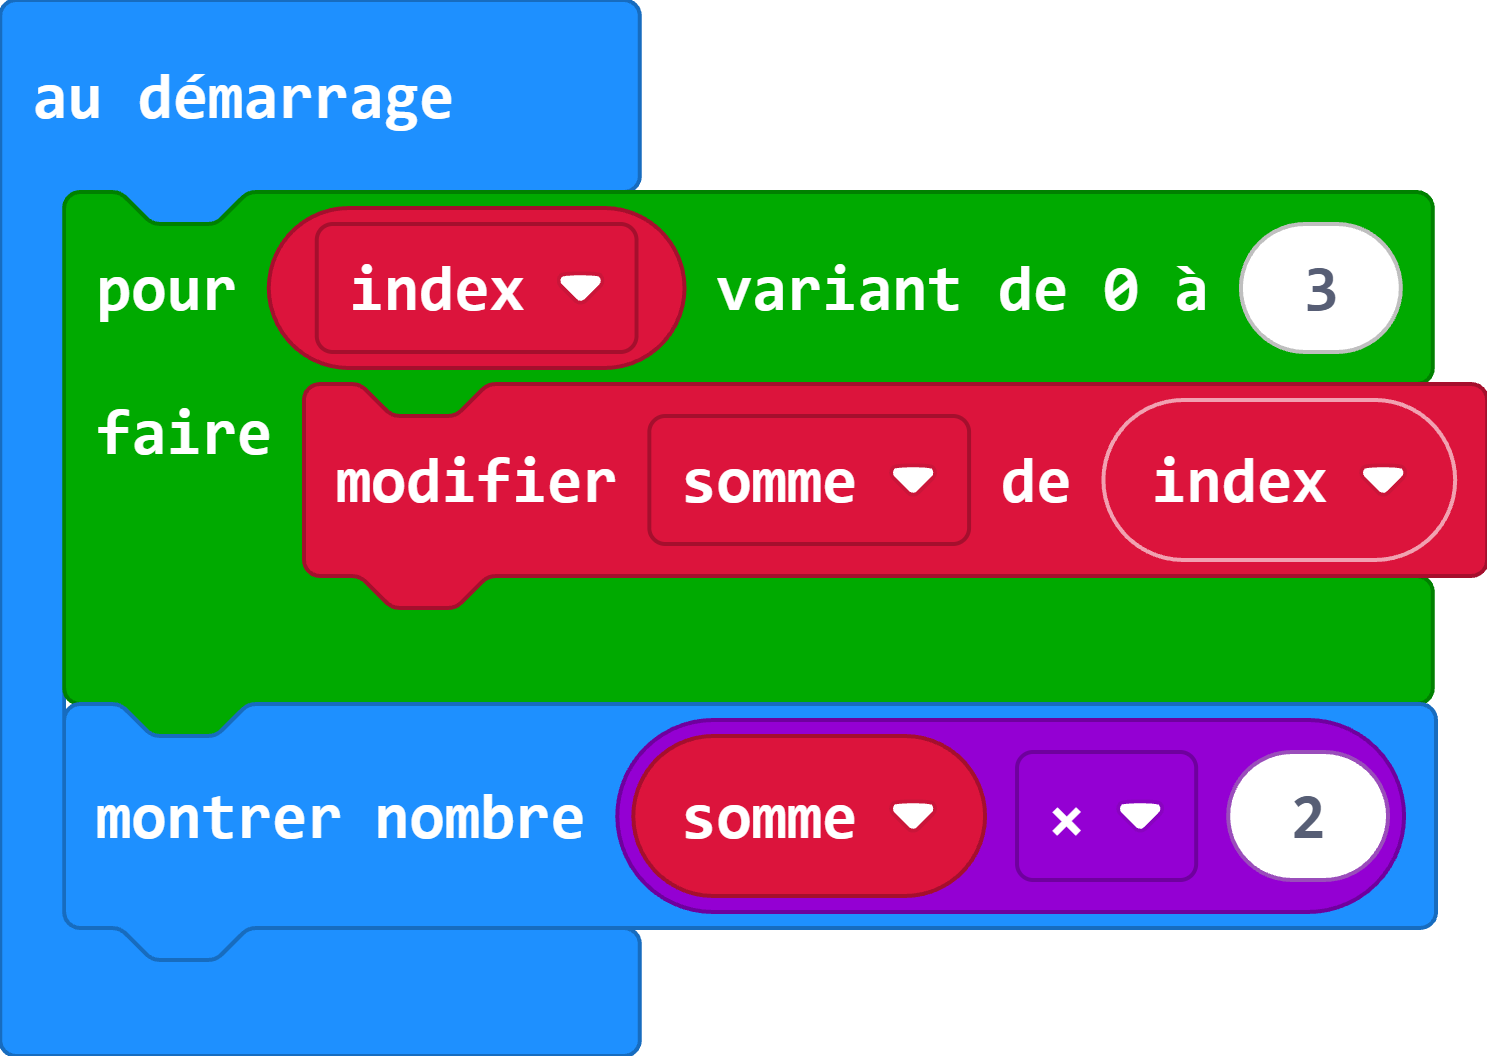 au démarrage
pour index variant de 0 à 3
faire
modifier somme de index
montrer nombre somme × 2